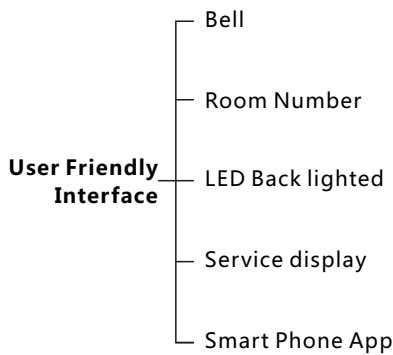 Bell
Room Number
User Friendly
Interface
LED Back lighted
Service display
Smart Phone App